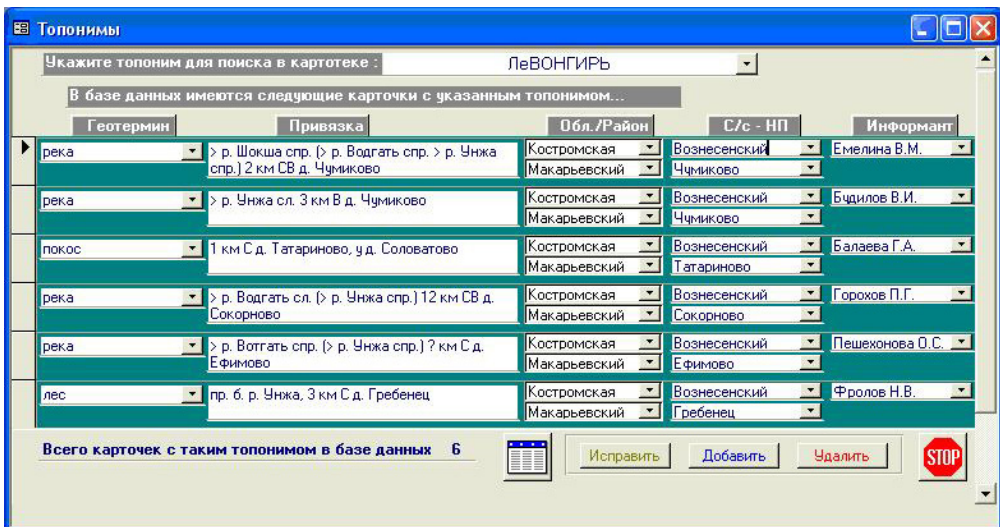 Топонимы
Укажите топоним для поиска в картотеке : ЛеВОНГИРЬ
В базе данных имеются следующие карточки с указанным топонимом...
Геотермин Привязка Обл./Район С/с - НП Информант
река > р. Шокша спр. (> р. Водгать спр. > р. Унжа Костромская Вознесенский Емелина В.М.
спр.) 2 км СВ д. Чумиково Макарьевский Чумиково
река > р. Унжа сл. 3 км В д. Чумиково Костромская Вознесенский Будилов В.И.
Макарьевский Чумиково
покос 1 км С д. Татариново, у д. Соловатово Костромская Вознесенский Балаева Г.А.
Макарьевский Татариново
река > р. Водгать сл. (> р. Унжа спр.) 12 км СВ д. Костромская Вознесенский Горохов П.Г.
Сокорново Макарьевский Сокорново
река > р. Вотгать спр. (> р. Унжа спр.) ? км С д. Костромская Вознесенский Пешехонова О.С.
Ефимово Макарьевский Ефимово
лес пр. б. р. Унжа, 3 км С д. Гребенец Костромская Вознесенский Фролов Н.В.
Макарьевский Гребенец
Всего карточек с таким топонимом в базе данных 6 Исправить Добавить Удалить STOP